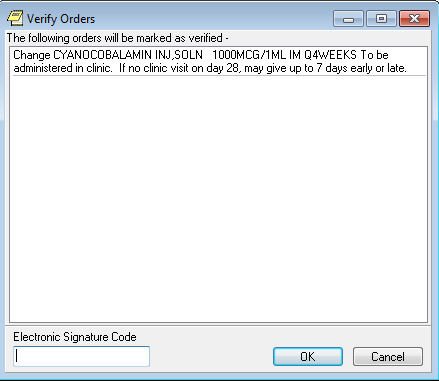 Verify Orders
The following orders will be marked as verified -
Change CYANOCOBALAMIN INJ,SOLN   1000MCG/1ML IM Q4WEEKS To be
administered in clinic.  If no clinic visit on day 28, may give up to 7 days early or late.
Electronic Signature Code
OK
Cancel